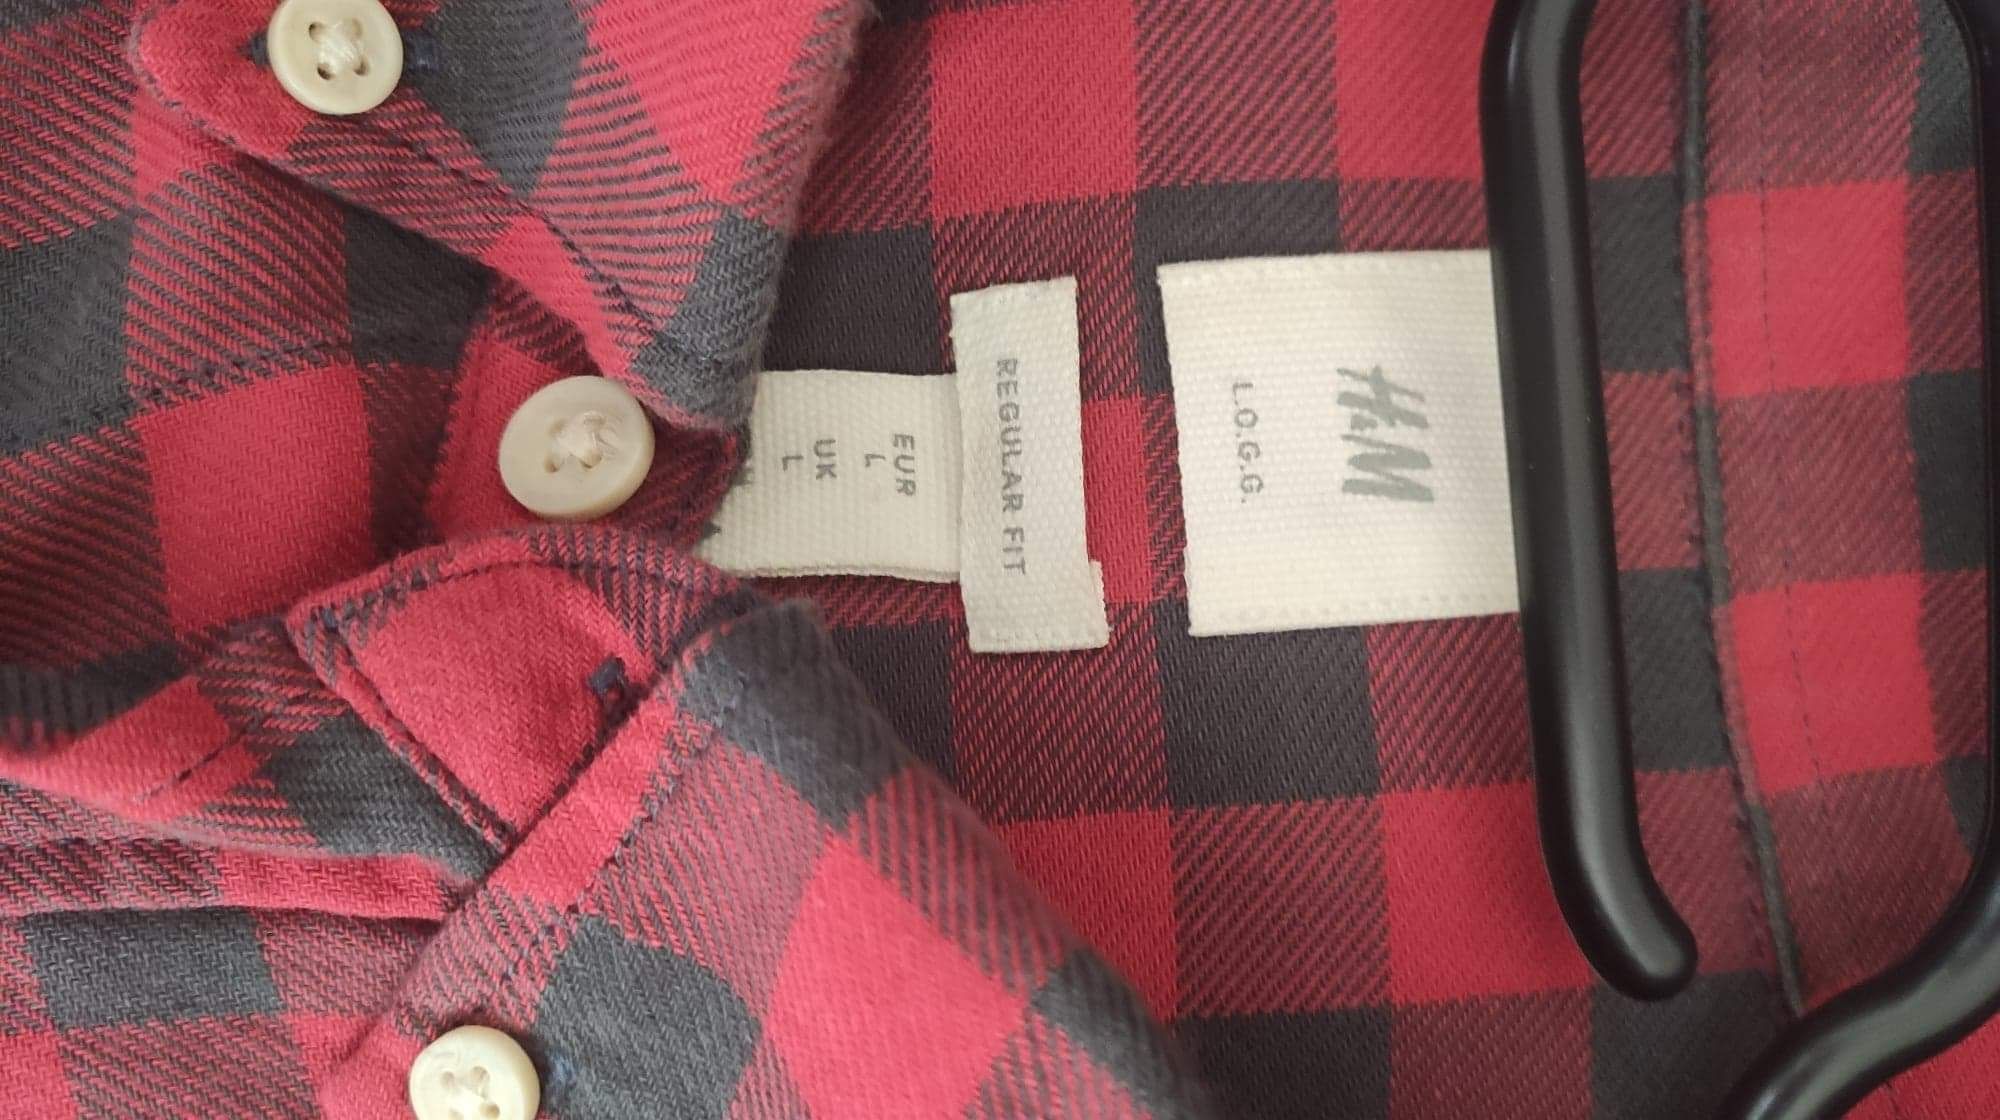 H&M
L.O.G.G.
REGULAR FIT
EUR
L
UK
L